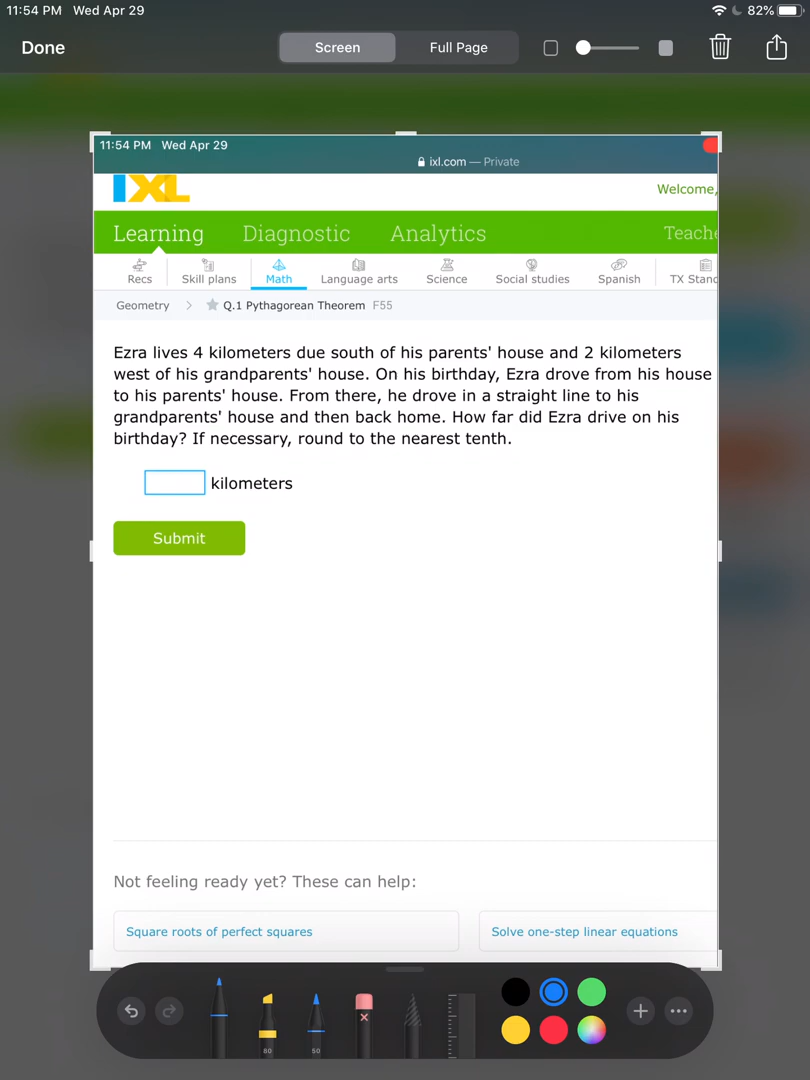 11:54 PM Wed Apr 29 82%
Done Screen Full Page
11:54 PM Wed Apr 29
ixl.com — Private
IXL
Welcome,
Learning Diagnostic Analytics Teache
Recs Skill plans Math Language arts Science Social studies Spanish TX Stand
Geometry > Q.1 Pythagorean Theorem F55
Ezra lives 4 kilometers due south of his parents' house and 2 kilometers
west of his grandparents' house. On his birthday, Ezra drove from his house
to his parents' house. From there, he drove in a straight line to his
grandparents' house and then back home. How far did Ezra drive on his
birthday? If necessary, round to the nearest tenth.
kilometers
Submit
Not feeling ready yet? These can help:
Square roots of perfect squares Solve one-step linear equations
80 50